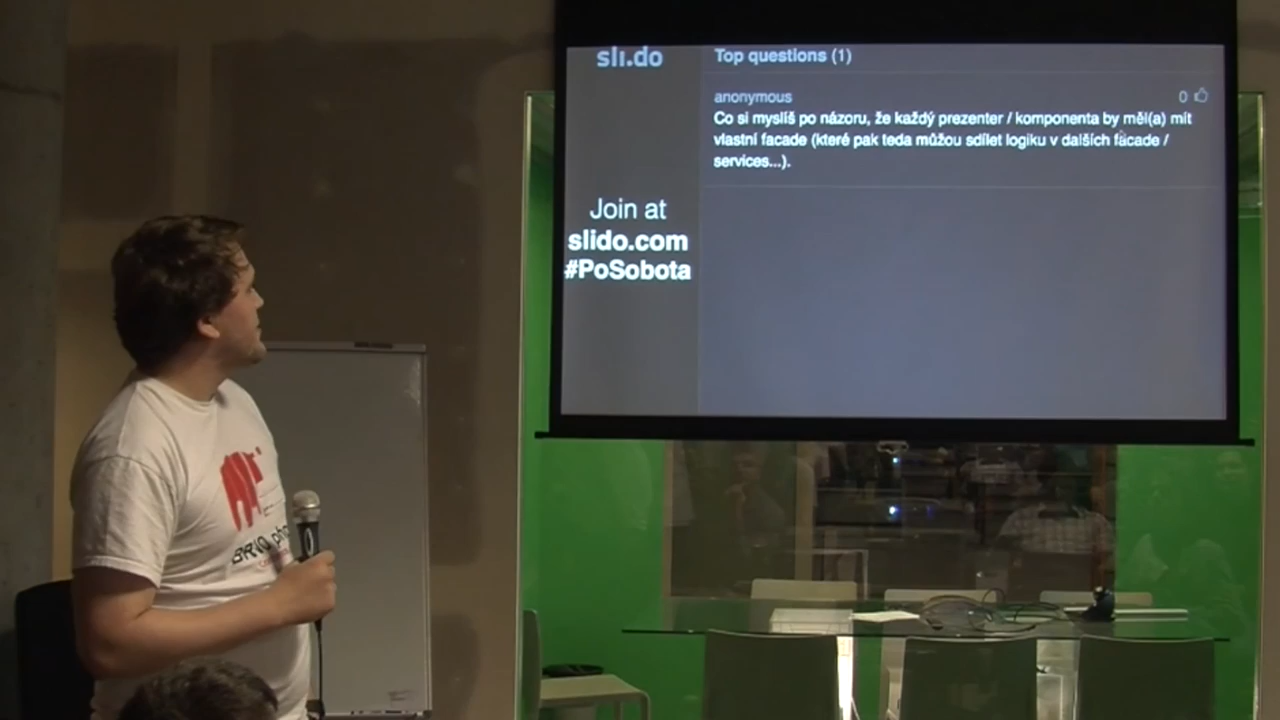 sli.do
Top questions (1)
anonymous
0
Co si myslíš po názoru, že každý prezenter / komponenta by měl(a) mít
vlastní facade (které pak teda můžou sdílet logiku v dalších facade /
services...).
Join at
slido.com
#PoSobota
BRNO